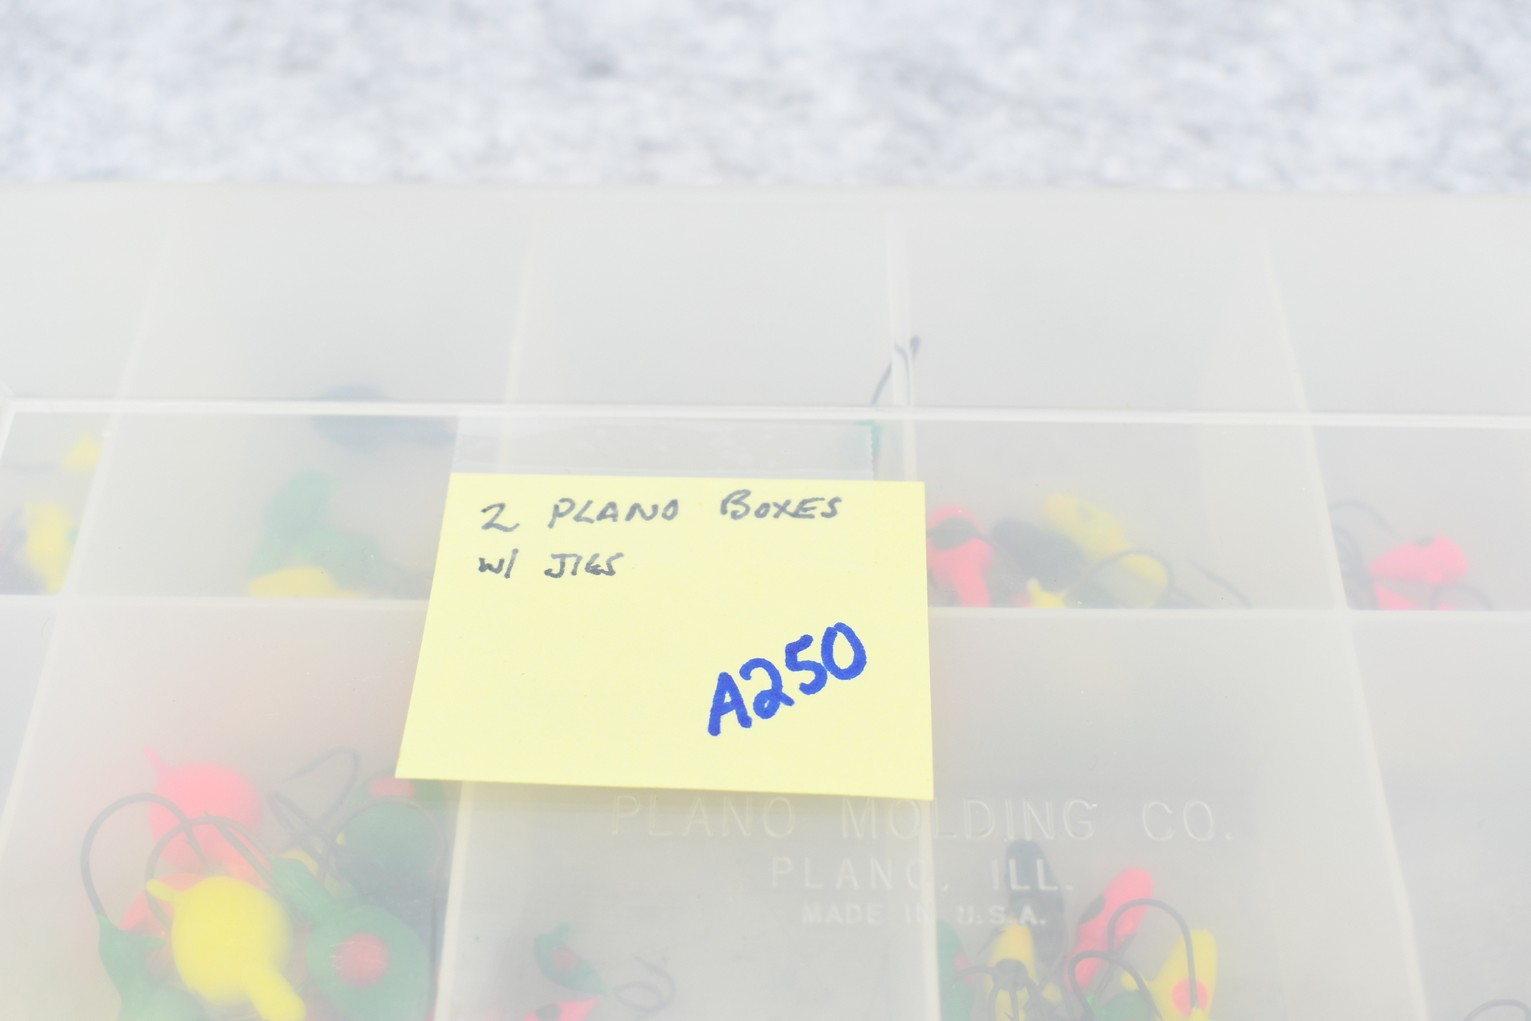 2 PLANO BOXES
W/ JIGS
A250
PLANO MOLDING CO.
PLANO, ILL.
MADE IN U.S.A.